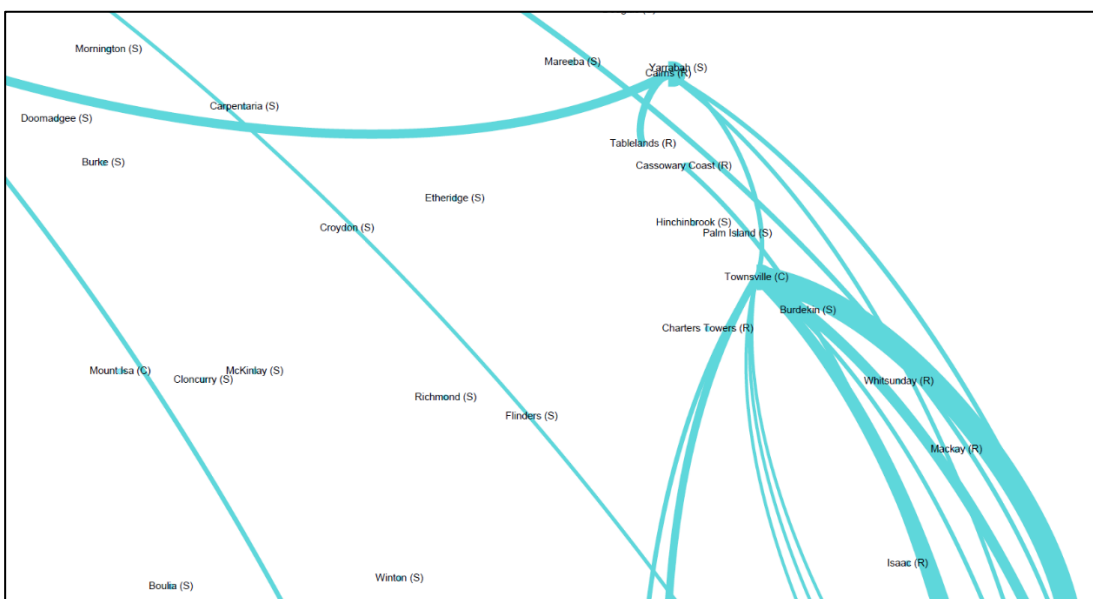 Mornington (S)
Mareeba (S)
Yarrabah (S)
Cairns (R)
Carpentaria (S)
Doomadgee (S)
Tablelands (R)
Burke (S)
Cassowary Coast (R)
Etheridge (S)
Hinchinbrook (S)
Croydon (S)
Palm Island (S)
Townsville (C)
Burdekin (S)
Charters Towers (R)
Mount Isa (C)
McKinlay (S)
Cloncurry (S)
Whitsunday (R)
Richmond (S)
Flinders (S)
Mackay (R)
Isaac (R)
Winton (S)
Boulia (S)